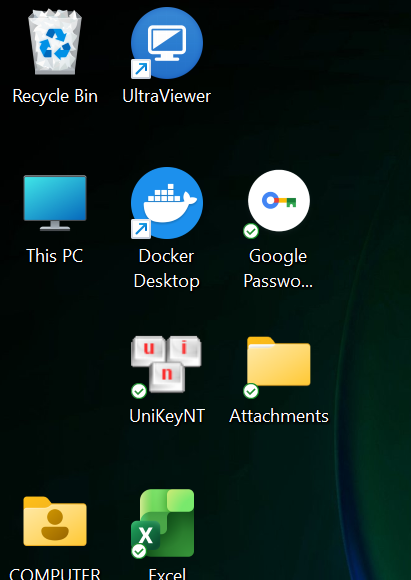 Recycle Bin
UltraViewer
This PC
Docker
Desktop
Google
Passwo...
u i
n
UniKeyNT
Attachments
X
COMPUTER
Excel